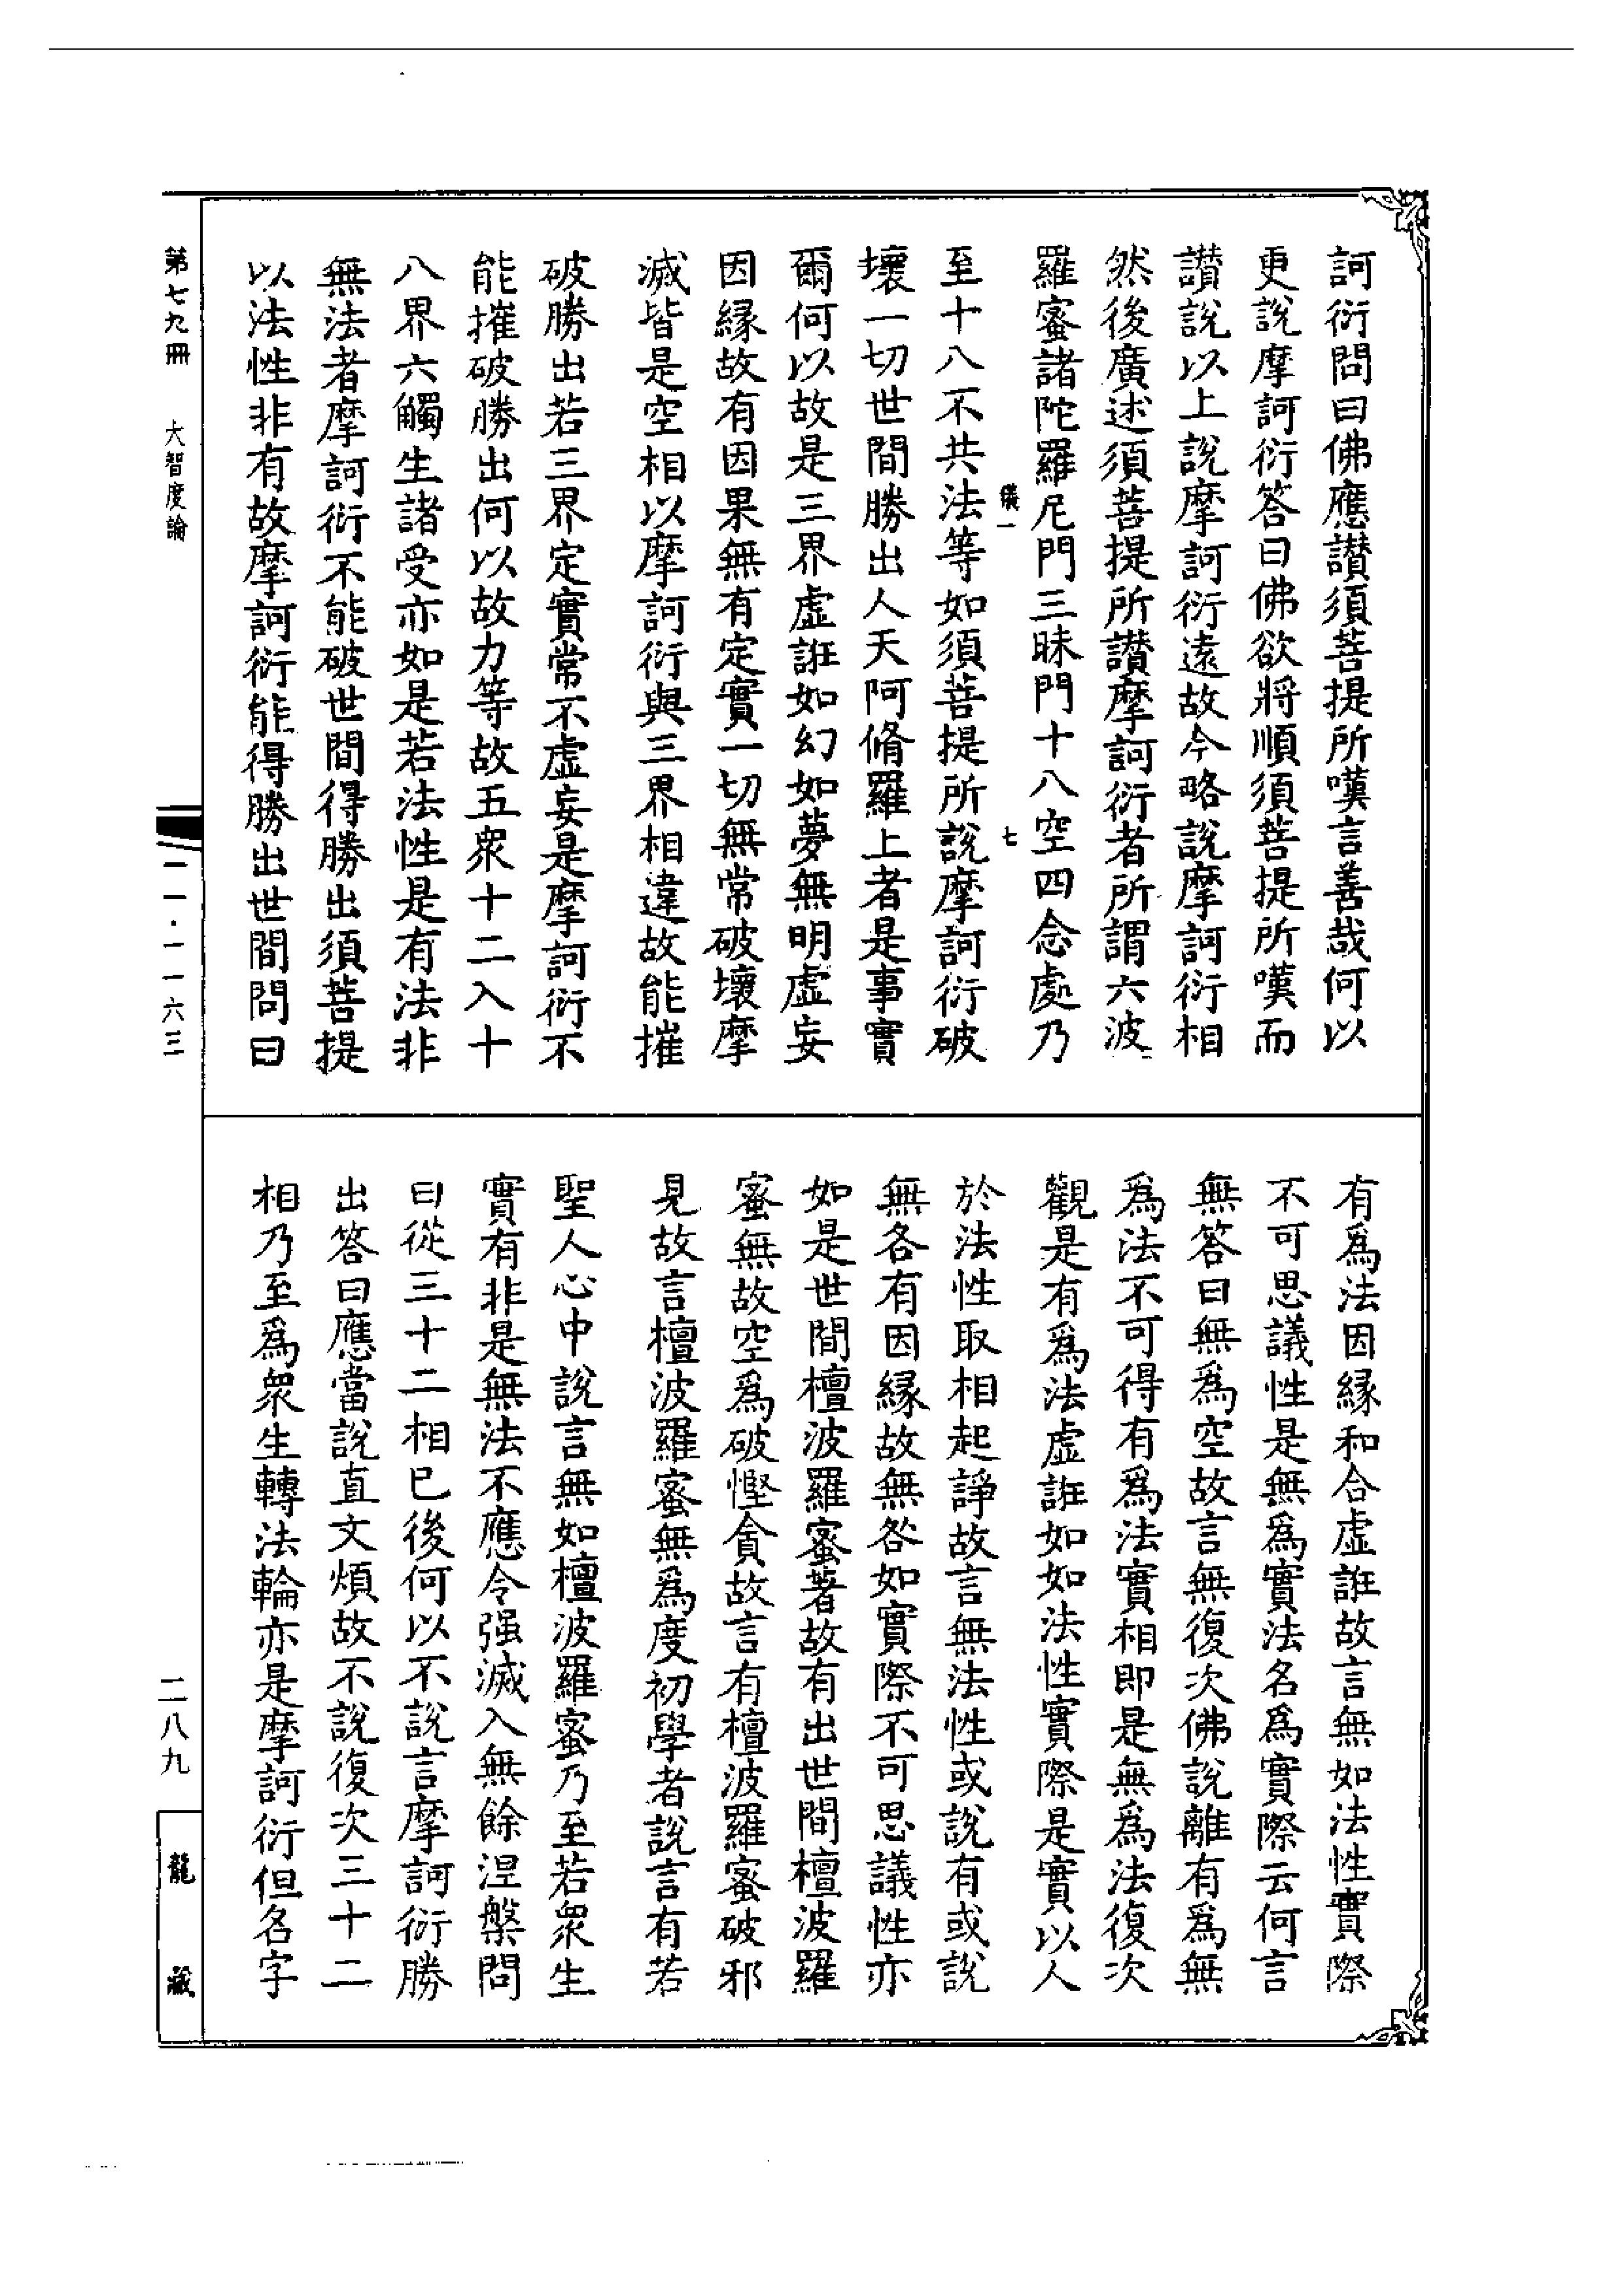 訶衍問曰佛應讃須菩提所嘆言善哉何以
更說摩訶衍答曰佛欲將順須菩提所嘆而
讃說以上說摩訶衍遠故今略說摩訶衍相
然後廣述須菩提所讃摩訶衍者所謂六波
羅蜜諸陀羅尼門三昧門十八空四念處乃
七
至十八不共法等如須菩提所說摩訶衍破
壞一切世間勝出人天阿脩羅上者是事實
爾何以故是三界虛誑如幻如夢無明虛妄
因緣故有因果無有定實一切無常破壞摩
滅皆是空相以摩訶衍與三界相違故能摧
破勝出若三界定實常不虛妄是摩訶衍不
能摧破勝出何以故力等故五衆十二入十
八界六觸生諸受亦如是若法性是有法非
無法者摩訶衍不能破世間得勝出須菩提
以法性非有故摩訶衍能得勝出世間問曰
有爲法因緣和合虛誑故言無如法性實際
不可思議性是無爲實法名爲實際云何言
無答曰無爲空故言無復次佛說離有爲無
爲法不可得有爲法實相即是無爲法復次
觀是有爲法虛誑如如法性實際是實以人
於法性取相起諍故言無法性或說有或說
無各有因緣故無咎如實際不可思議性亦
如是世間檀波羅蜜著故有出世間檀波羅
蜜無故空爲破慳貪故言有檀波羅蜜破邪
見故言檀波羅蜜無爲度初學者說言有若
聖人心中說言無如檀波羅蜜乃至若衆生
實有非是無法不應令强滅入無餘涅槃問
曰從三十二相已後何以不說言摩訶衍勝
出答曰應當說直文煩故不說復次三十二
相乃至爲衆生轉法輪亦是摩訶衍但名字
第七九冊 大智度論
一一·一一六三
二八九
龍藏